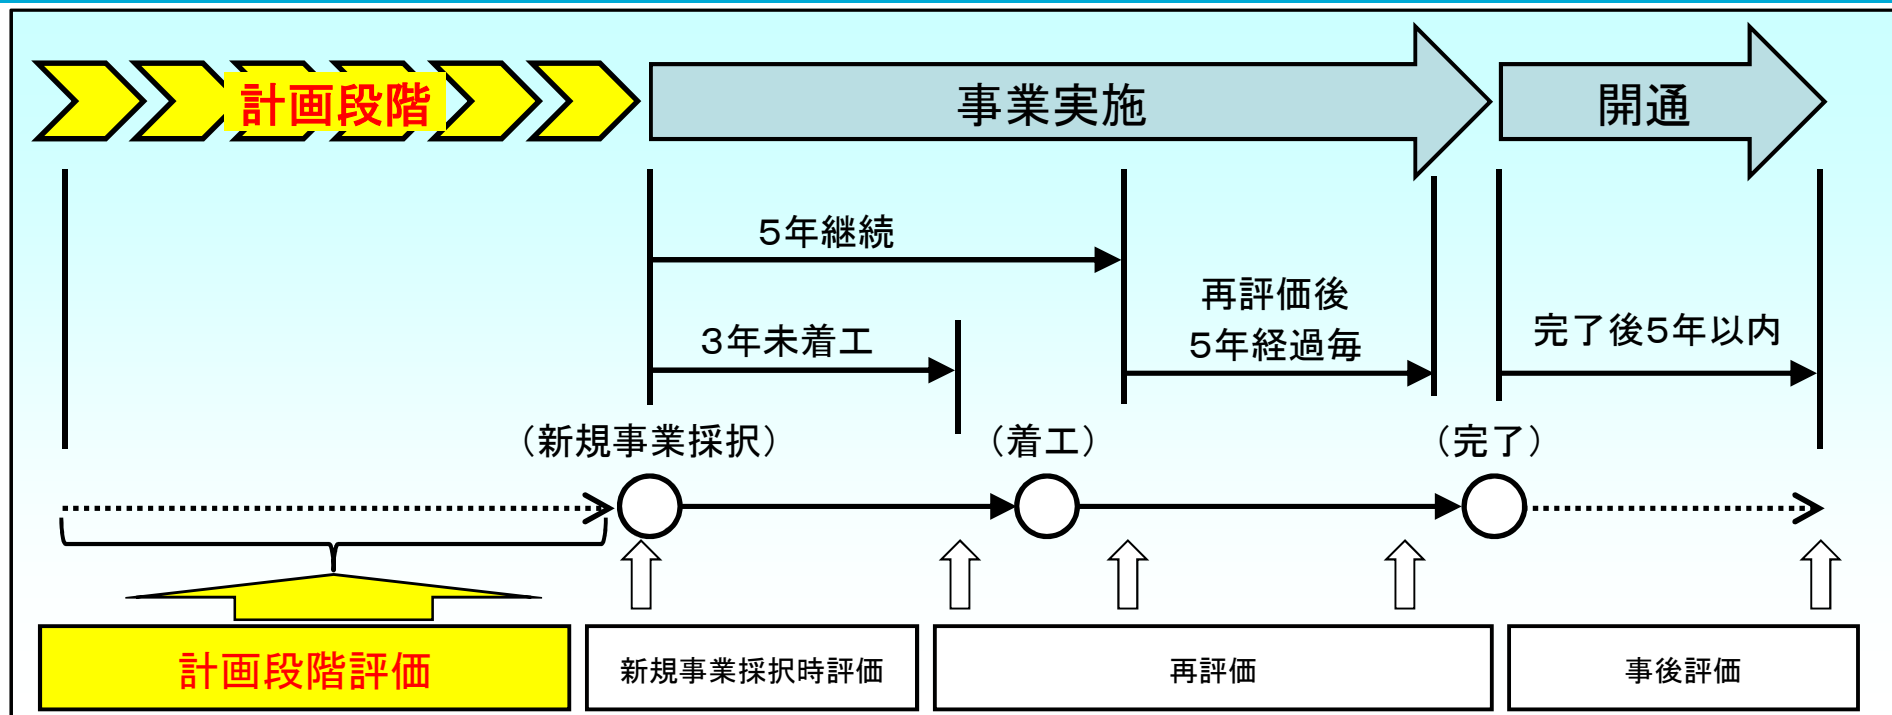 計画段階
事業実施
開通
５年継続
３年未着工
再評価後
５年経過毎
完了後５年以内
（新規事業採択）
（着工）
（完了）
計画段階評価
新規事業採択時評価
再評価
事後評価